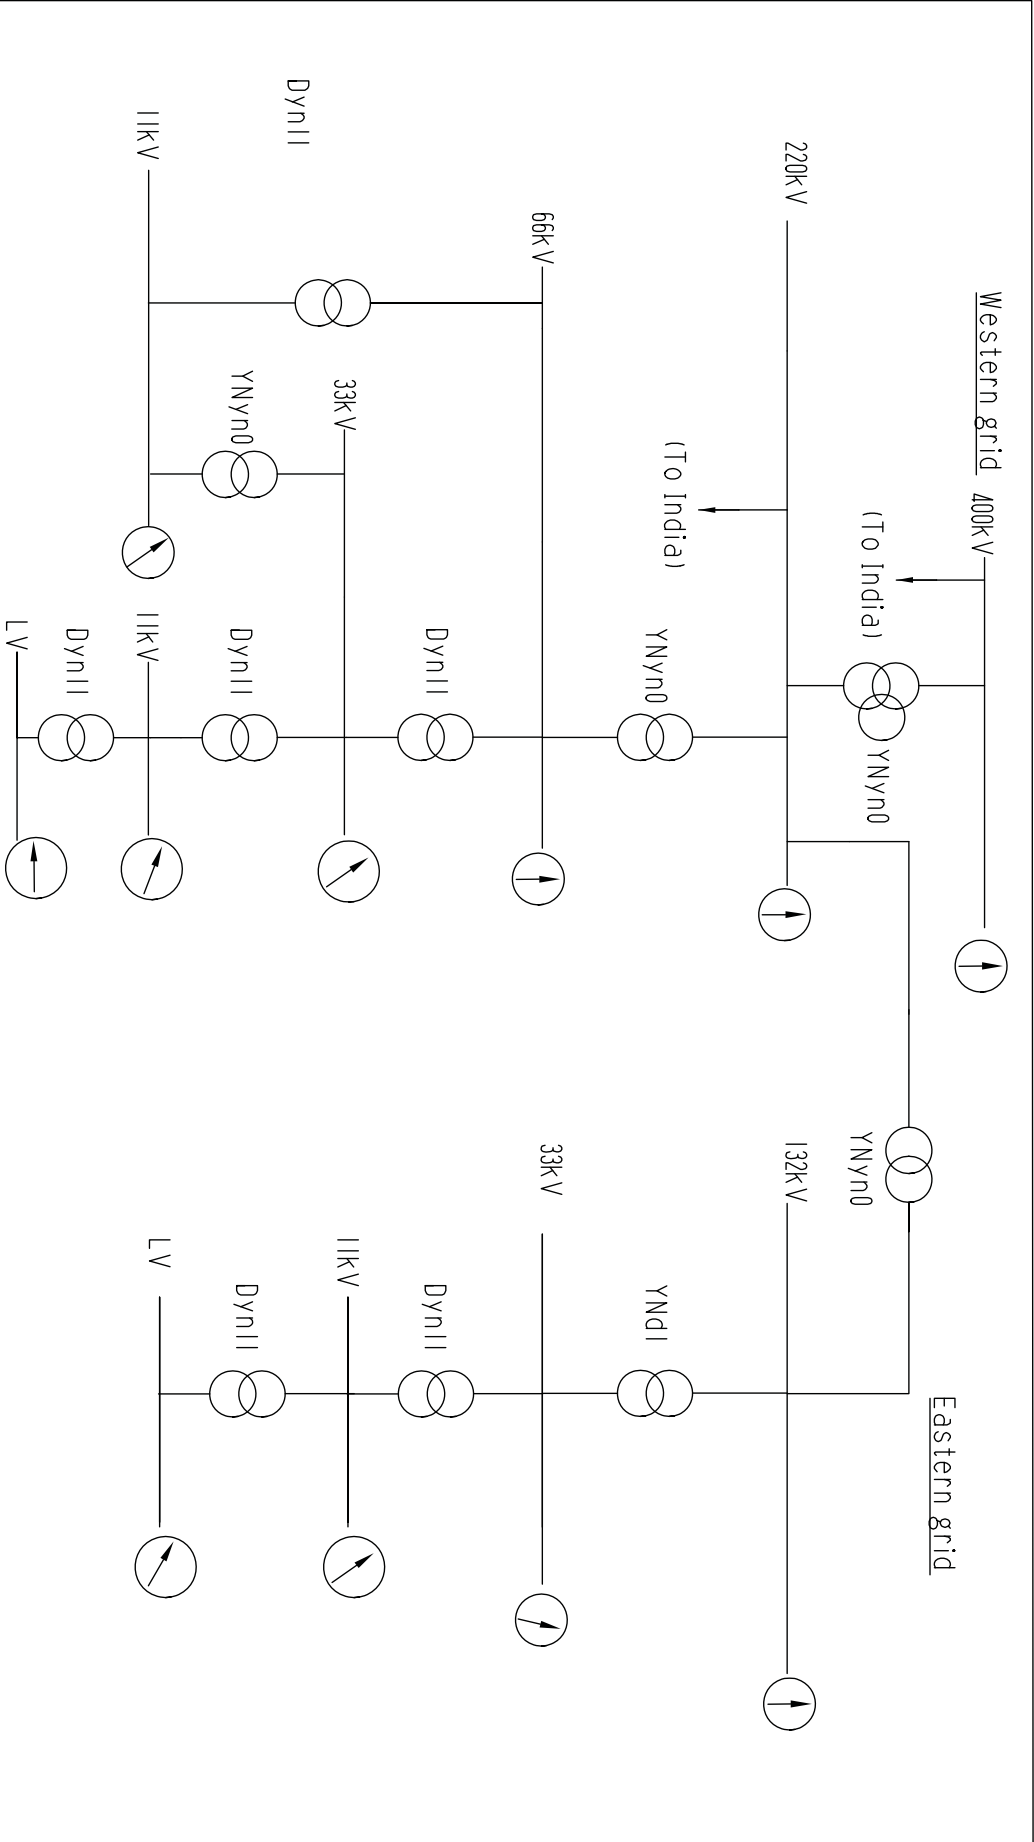 Western grid
400kV
(To India)
YNyn0
220kV
(To India)
YNyn0
66kV
Dyn11
Dyn11
33kV
YNyn0
Dyn11
11kV
11kV
Dyn11
LV
Eastern grid
YNyn0
132kV
YNd1
33kV
Dyn11
11kV
Dyn11
LV